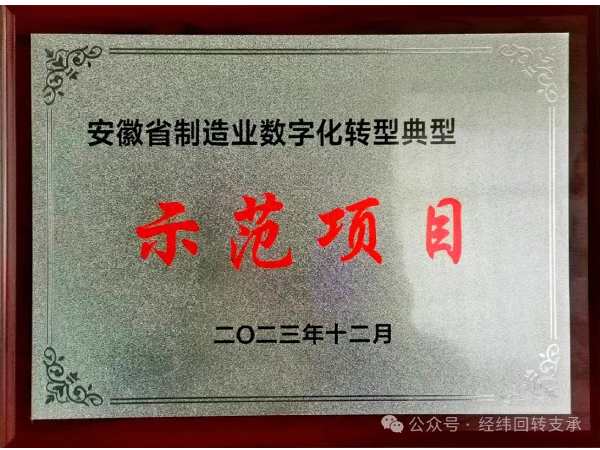 安徽省制造业数字化转型典型
示范项目
二〇二三年十二月
公众号·经纬回转支承